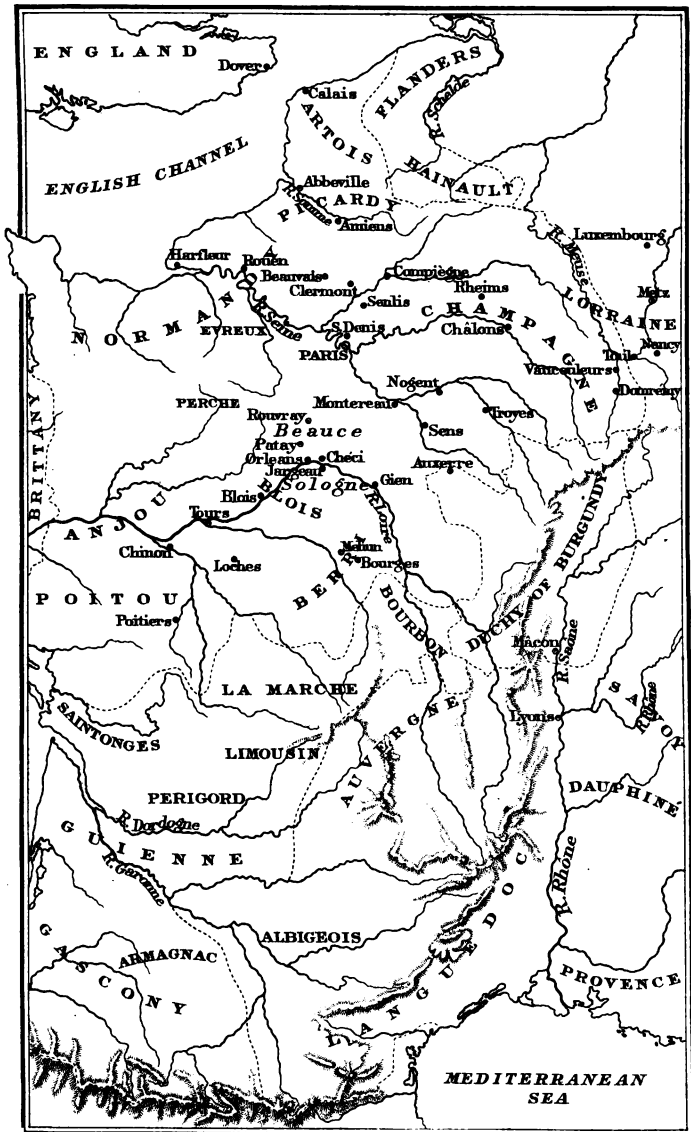 ENGLAND
Dover
Calais
FLANDERS
ARTOIS
R. Schelde
ENGLISH CHANNEL
HAINAULT
Abbeville
R. Somme
PICARDY
Amiens
R. Meuse
Luxembourg
Harfleur
Rouen
Beauvais
Compiègne
Clermont
Rheims
Senlis
Metz
LORRAINE
CHAMPAGNE
NORMANDY
EVREUX
R. Seine
S. Denis
Châlons
PARIS
Nancy
Toul
Vaucouleurs
Nogent
Domremy
PERCHE
Montereau
Troyes
Rouvray
Beauce
Sens
BRITTANY
Patay
Orleans
Checi
Auxerre
Jargeau
Sologne
Gien
Blois
BLOIS
R. Loire
ANJOU
Tours
Chinon
Mehun
Loches
Bourges
BERRI
DUCHY OF BURGUNDY
POITOU
BOURBON
Poitiers
Mâcon
R. Saone
LA MARCHE
SAVOY
R. Rhône
SAINTONGES
Lyons
LIMOUSIN
AUVERGNE
PERIGORD
DAUPHINE
R. Dordogne
GUIENNE
R. Garonne
R. Rhône
ALBIGEOIS
GASCONY
ARMAGNAC
LANGUEDOC
PROVENCE
MEDITERRANEAN
SEA